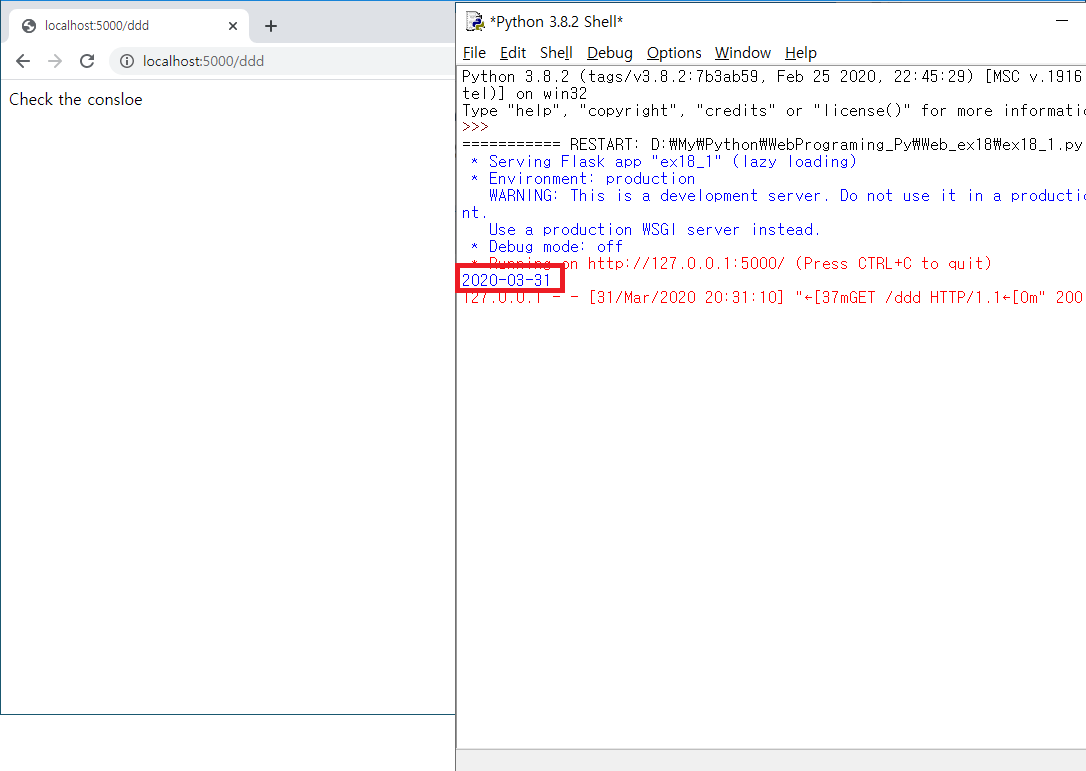 localhost:5000/ddd
localhost:5000/ddd
Check the consloe
*Python 3.8.2 Shell*
File Edit Shell Debug Options Window Help
Python 3.8.2 (tags/v3.8.2:7b3ab59, Feb 25 2020, 22:45:29) [MSC v.1916
tel)] on win32
Type "help", "copyright", "credits" or "license()" for more informatio
>>>
=========== RESTART: D:₩My₩Python₩WebPrograming_Py₩Web_ex18₩ex18_1.py
* Serving Flask app "ex18_1" (lazy loading)
* Environment: production
WARNING: This is a development server. Do not use it in a productio
nt.
Use a production WSGI server instead.
* Debug mode: off
* Running on http://127.0.0.1:5000/ (Press CTRL+C to quit)
2020-03-31
127.0.0.1 - - [31/Mar/2020 20:31:10] "←[37mGET /ddd HTTP/1.1←[0m" 200